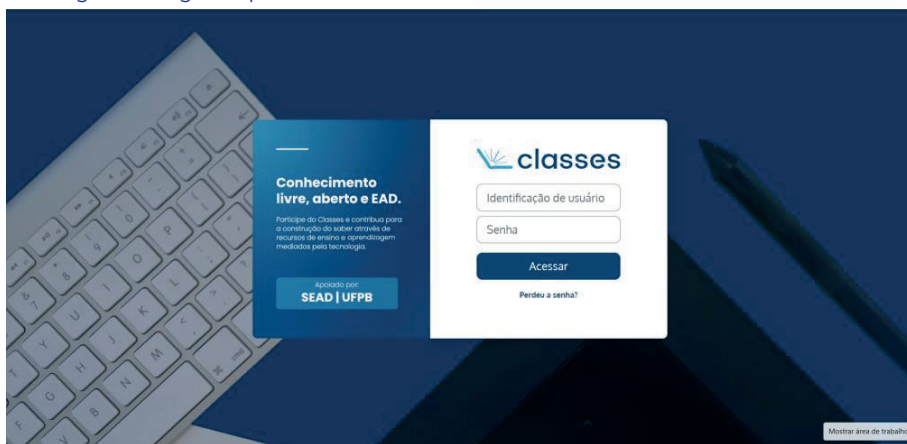 classes
Conhecimento
livre, aberto e EAD.
Participe do Classes e contribua para
a construção do saber através de
recursos de ensino e aprendizagem
mediados pela tecnologia.
Apoiado por:
SEAD | UFPB
Identificação de usuário
Senha
Acessar
Perdeu a senha?
Mostrar área de trabalho